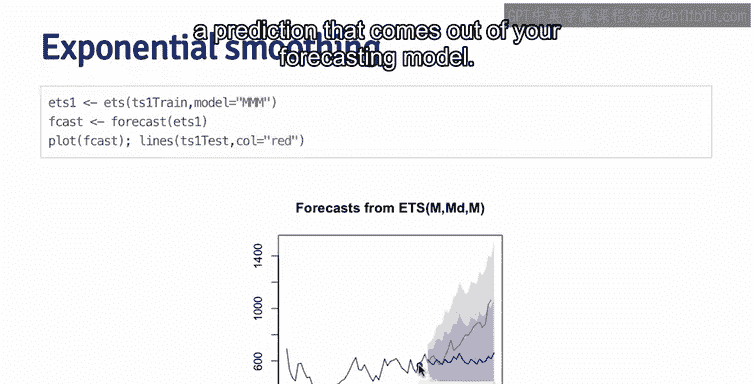 a prediction that comes out of your
Exponential smoothing
forecasting model.
ets1 <- ets(ts1Train,model="MMM")
fcast <- forecast(ets1)
plot(fcast); lines(ts1Test,col="red")
Forecasts from ETS(M,Md,M)
1400
1000
600